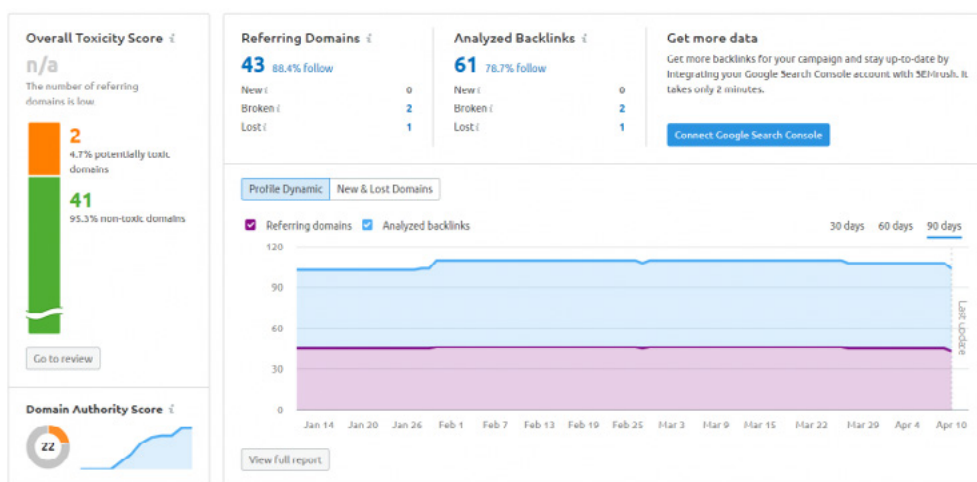 Overall Toxicity Score i
n/a
The number of referring
domains is low
2
4.7% potentially toxic
domains
41
95.3% non-toxic domains
Go to review
Domain Authority Score i
22
Referring Domains i
43 88.4% follow
New i 0
Broken i 2
Lost i 1
Analyzed Backlinks i
61 78.7% follow
New i 0
Broken i 2
Lost i 1
Get more data
Get more backlinks for your campaign and stay up-to-date by
integrating your Google Search Console account with SEMrush. It
takes only 2 minutes.
Connect Google Search Console
Profile Dynamic New & Lost Domains
Referring domains Analyzed backlinks
30 days 60 days 90 days
120
90
60
30
0
Last update
Jan 14 Jan 20 Jan 26 Feb 1 Feb 7 Feb 13 Feb 19 Feb 25 Mar 3 Mar 9 Mar 15 Mar 22 Mar 29 Apr 4 Apr 10
View full report